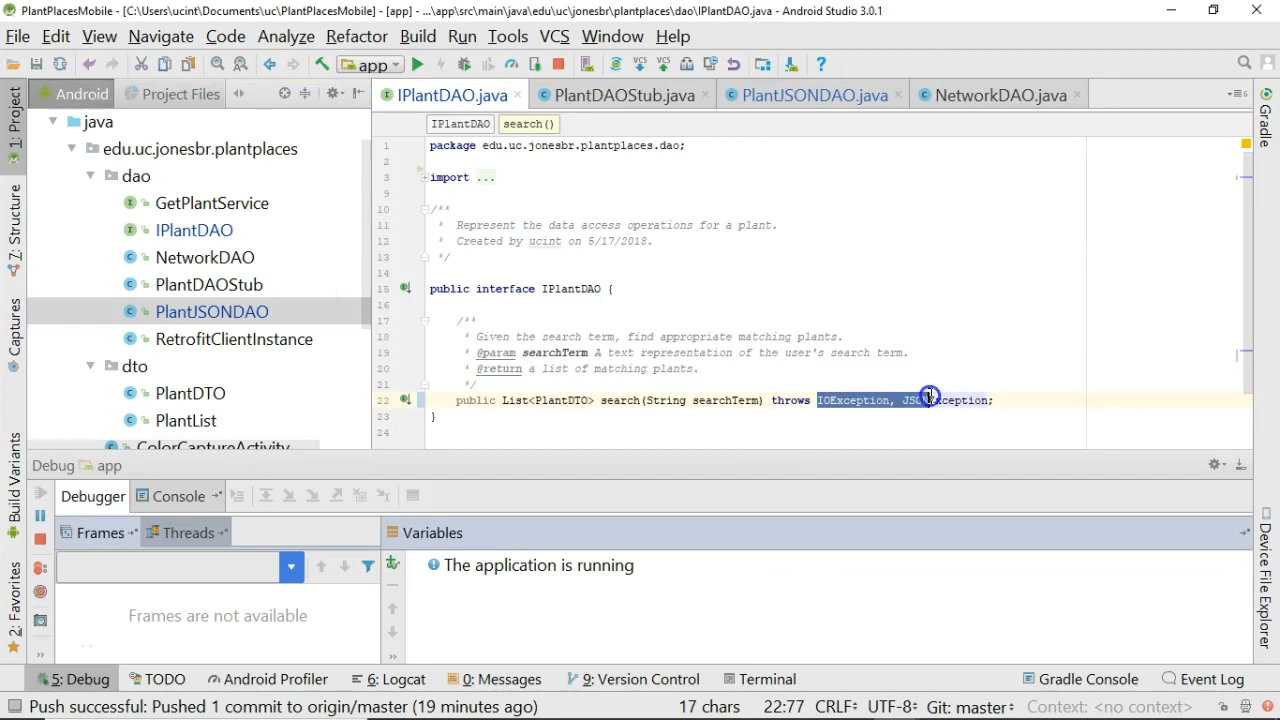 PlantPlacesMobile - [C:\Users\ucint\Documents\uc\PlantPlacesMobile] - [app] - ...\app\src\main\java\edu\uc\jonesbr\plantplaces\dao\IPlantDAO.java - Android Studio 3.0.1
File Edit View Navigate Code Analyze Refactor Build Run Tools VCS Window Help
app
Android Project Files IPlantDAO.java PlantDAOStub.java PlantJSONDAO.java NetworkDAO.java
IPlantDAO search()
1: Project
Z: Structure
Captures
Build Variants
2: Favorites
java
edu.uc.jonesbr.plantplaces
dao
GetPlantService
IPlantDAO
NetworkDAO
PlantDAOStub
PlantJSONDAO
RetrofitClientInstance
dto
PlantDTO
PlantList
ColorCaptureActivity
1 package edu.uc.jonesbr.plantplaces.dao;
2
3 import ...
9
10 /**
11 * Represent the data access operations for a plant.
12 * Created by ucint on 5/17/2018.
13 */
14
15 public interface IPlantDAO {
16
17 /**
18 * Given the search term, find appropriate matching plants.
19 * @param searchTerm A text representation of the user's search term.
20 * @return a list of matching plants.
21 */
22 public List<PlantDTO> search(String searchTerm) throws IOException, JSONException;
23 }
24
Gradle
Device File Explorer
Debug app
Debugger Console
Frames Threads Variables
The application is running
Frames are not available
5: Debug TODO Android Profiler 6: Logcat 0: Messages 9: Version Control Terminal Gradle Console Event Log
Push successful: Pushed 1 commit to origin/master (19 minutes ago) 17 chars 22:77 CRLF UTF-8 Git: master Context: <no context>